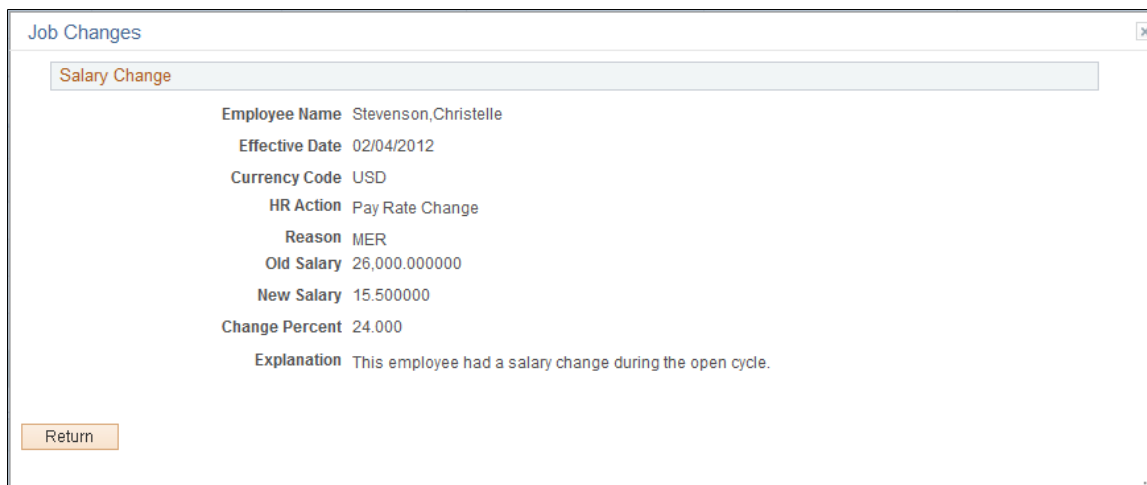 Job Changes
Salary Change
Employee Name Stevenson,Christelle
Effective Date 02/04/2012
Currency Code USD
HR Action Pay Rate Change
Reason MER
Old Salary 26,000.000000
New Salary 15.500000
Change Percent 24.000
Explanation This employee had a salary change during the open cycle.
Return